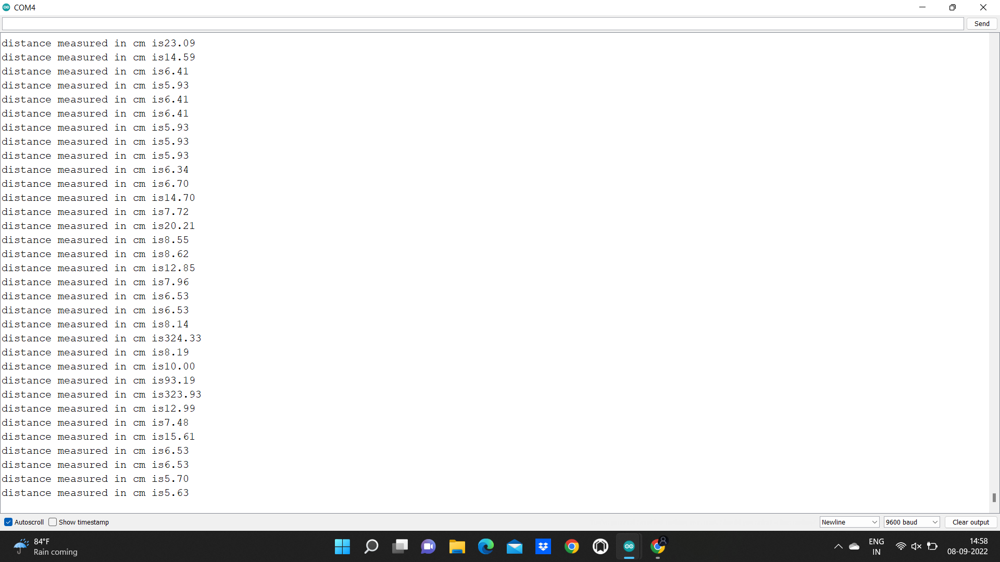 COM4
Send
distance measured in cm is23.09
distance measured in cm is14.59
distance measured in cm is6.41
distance measured in cm is5.93
distance measured in cm is6.41
distance measured in cm is6.41
distance measured in cm is5.93
distance measured in cm is5.93
distance measured in cm is5.93
distance measured in cm is6.34
distance measured in cm is6.70
distance measured in cm is14.70
distance measured in cm is7.72
distance measured in cm is20.21
distance measured in cm is8.55
distance measured in cm is8.62
distance measured in cm is12.85
distance measured in cm is7.96
distance measured in cm is6.53
distance measured in cm is6.53
distance measured in cm is8.14
distance measured in cm is324.33
distance measured in cm is8.19
distance measured in cm is10.00
distance measured in cm is93.19
distance measured in cm is323.93
distance measured in cm is12.99
distance measured in cm is7.48
distance measured in cm is15.61
distance measured in cm is6.53
distance measured in cm is6.53
distance measured in cm is5.70
distance measured in cm is5.63
Autoscroll Show timestamp Newline 9600 baud Clear output
84°F
Rain coming
ENG
IN
14:58
08-09-2022